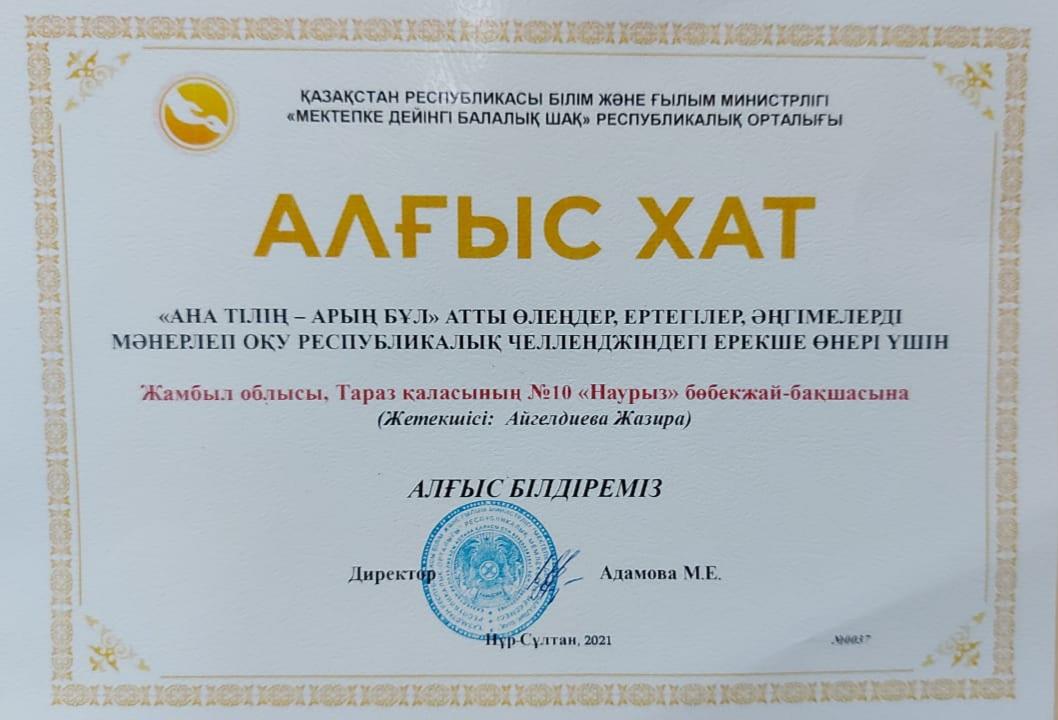 ҚАЗАҚСТАН РЕСПУБЛИКАСЫ БІЛІМ ЖӘНЕ ҒЫЛЫМ МИНИСТРЛІГІ
«МЕКТЕПКЕ ДЕЙІНГІ БАЛАЛЫҚ ШАҚ» РЕСПУБЛИКАЛЫҚ ОРТАЛЫҒЫ
АЛҒЫС ХАТ
«АНА ТІЛІҢ – АРЫҢ БҰЛ» АТТЫ ӨЛЕҢДЕР, ЕРТЕГІЛЕР, ӘҢГІМЕЛЕРДІ
МӘНЕРЛЕП ОҚУ РЕСПУБЛИКАЛЫҚ ЧЕЛЛЕНДЖІНДЕГІ ЕРЕКШЕ ӨНЕРІ ҮШІН
Жамбыл облысы, Тараз қаласының №10 «Наурыз» бөбекжай-бақшасына
(Жетекшісі: Айгелдиева Жазира)
АЛҒЫС БІЛДІРЕМІЗ
Директор Адамова М.Е.
Нұр-Сұлтан, 2021
№0037